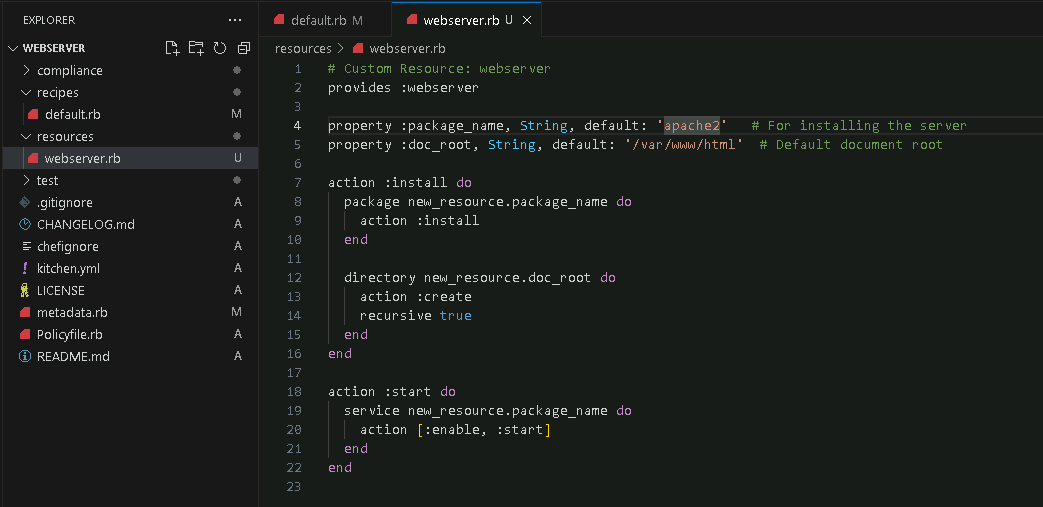 EXPLORER ...
WEBSERVER
compliance
recipes
default.rb M
resources
webserver.rb U
test
.gitignore A
CHANGELOG.md A
chefignore A
kitchen.yml A
LICENSE A
metadata.rb M
Policyfile.rb A
README.md A
default.rb M webserver.rb U
resources > webserver.rb
1 # Custom Resource: webserver
2 provides :webserver
3
4 property :package_name, String, default: 'apache2'   # For installing the server
5 property :doc_root, String, default: '/var/www/html'  # Default document root
6
7 action :install do
8   package new_resource.package_name do
9     action :install
10   end
11
12   directory new_resource.doc_root do
13     action :create
14     recursive true
15   end
16 end
17
18 action :start do
19   service new_resource.package_name do
20     action [:enable, :start]
21   end
22 end
23